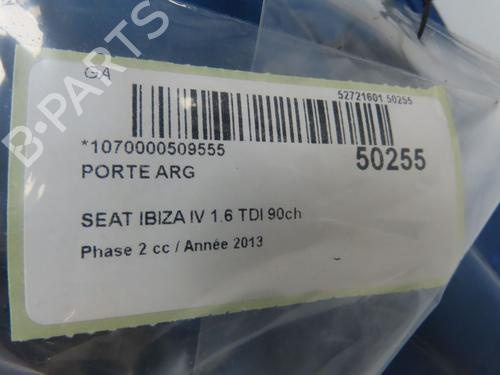 GA
52721601 50255
*1070000509555
50255
PORTE ARG
SEAT IBIZA IV 1.6 TDI 90ch
Phase 2 cc / Année 2013